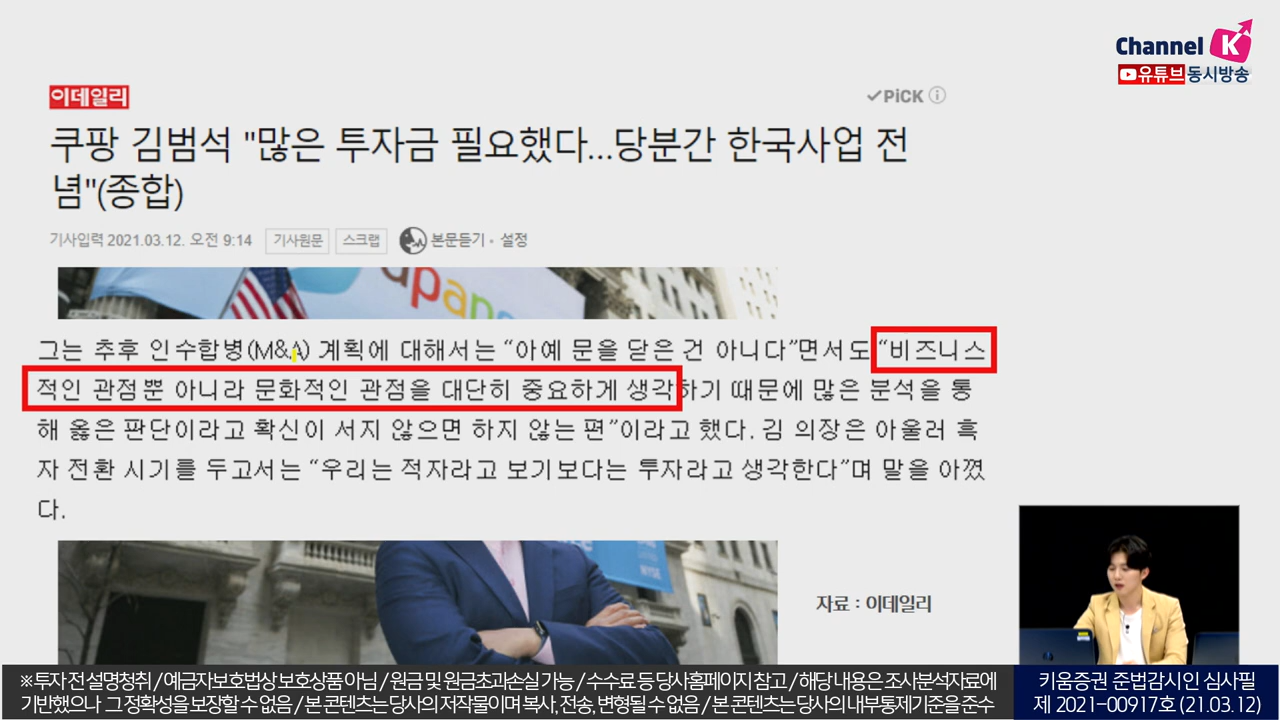 Channel K
유튜브동시방송
이데일리
PiCK
쿠팡 김범석 "많은 투자금 필요했다...당분간 한국사업 전
념"(종합)
기사입력 2021.03.12. 오전 9:14 기사원문 스크랩 본문듣기 · 설정
upang
그는 추후 인수합병(M&A) 계획에 대해서는 “아예 문을 닫은 건 아니다”면서도 “비즈니스
적인 관점뿐 아니라 문화적인 관점을 대단히 중요하게 생각하기 때문에 많은 분석을 통
해 옳은 판단이라고 확신이 서지 않으면 하지 않는 편”이라고 했다. 김 의장은 아울러 흑
자 전환 시기를 두고서는 “우리는 적자라고 보기보다는 투자라고 생각한다”며 말을 아꼈
다.
NYSE
자료 : 이데일리
※ 투자 전 설명청취 / 예금자보호법상 보호상품 아님 / 원금 및 원금초과손실 가능 / 수수료 등 당사홈페이지 참고 / 해당 내용은 조사분석자료에
기반했으나 그 정확성을 보장할 수 없음 / 본 콘텐츠는 당사의 저작물이며 복사, 전송, 변형될 수 없음 / 본 콘텐츠는 당사의 내부통제기준을 준수
키움증권 준법감시인 심사필
제 2021-00917호 (21.03.12)